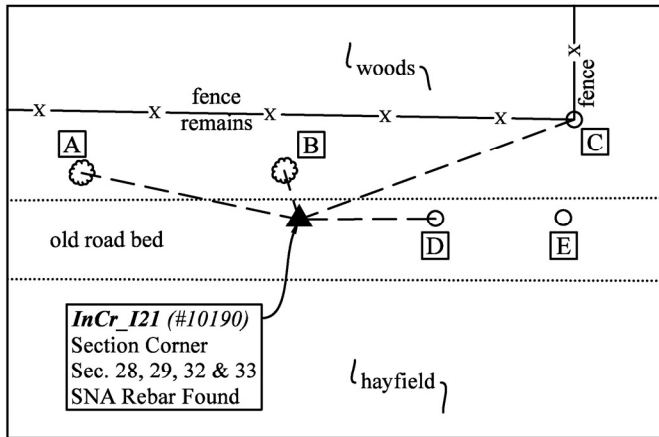 woods
fence
fence
remains
X X X X X X
A
B
C
old road bed
D
E
InCr_I21 (#10190)
Section Corner
Sec. 28, 29, 32 & 33
SNA Rebar Found
hayfield